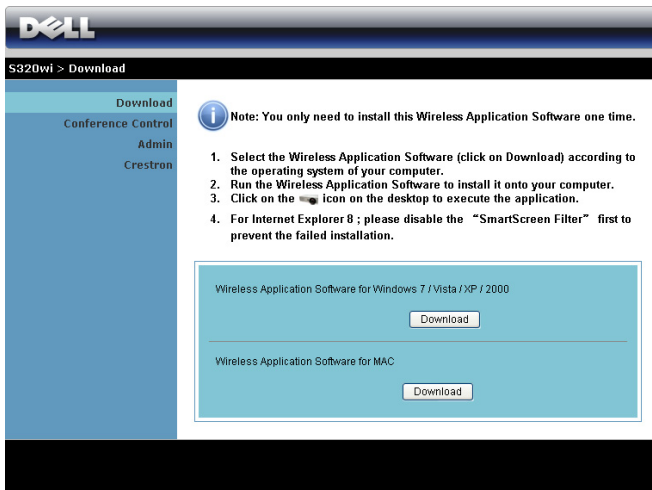 DELL
S320wi > Download
Download
Conference Control
Admin
Crestron
Note: You only need to install this Wireless Application Software one time.
1. Select the Wireless Application Software (click on Download) according to
the operating system of your computer.
2. Run the Wireless Application Software to install it onto your computer.
3. Click on the icon on the desktop to execute the application.
4. For Internet Explorer 8 ; please disable the “SmartScreen Filter” first to
prevent the failed installation.
Wireless Application Software for Windows 7 / Vista / XP / 2000
Download
Wireless Application Software for MAC
Download